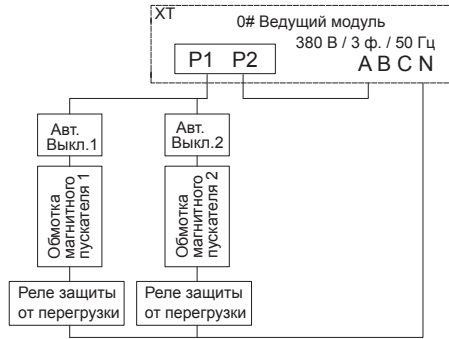 XT
0# Ведущий модуль
380 В / 3 ф. / 50 Гц
P1 P2
A B C N
Авт.
Выкл.1
Авт.
Выкл.2
Обмотка
магнитного
пускателя 1
Обмотка
магнитного
пускателя 2
Реле защиты
от перегрузки
Реле защиты
от перегрузки